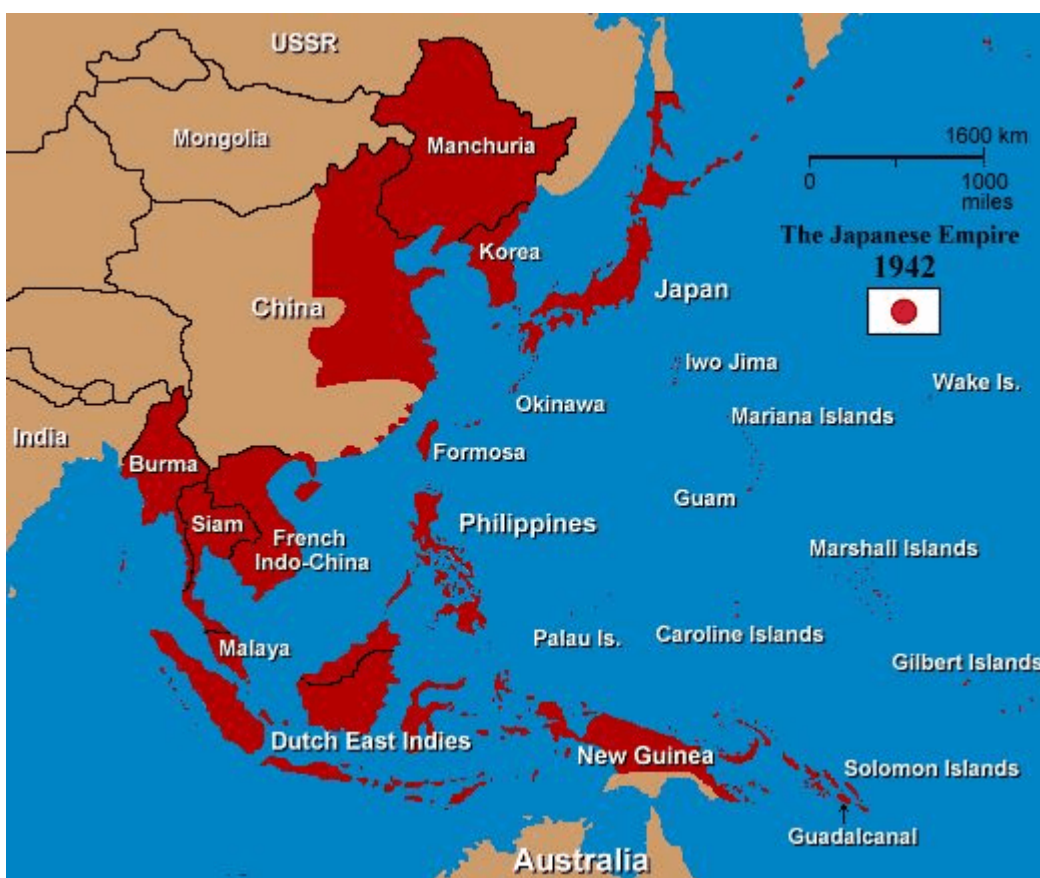 USSR
Mongolia
Manchuria
1600 km
0
1000
miles
The Japanese Empire
1942
Korea
Japan
China
Iwo Jima
Wake Is.
Okinawa
Mariana Islands
India
Burma
Formosa
Guam
Siam
Philippines
French
Indo-China
Marshall Islands
Malaya
Palau Is.
Caroline Islands
Gilbert Islands
Dutch East Indies
New Guinea
Solomon Islands
Guadalcanal
Australia